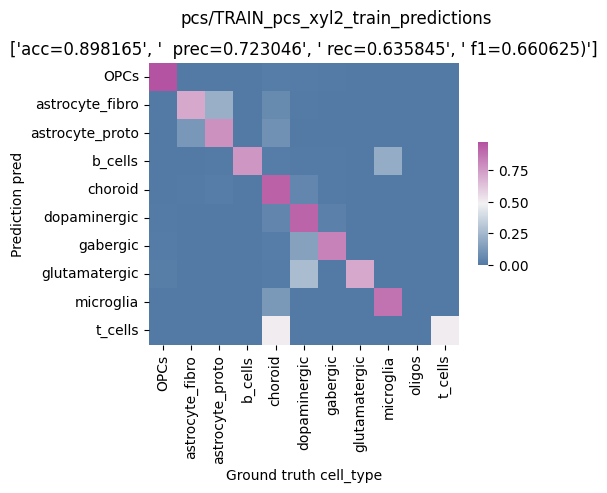 pcs/TRAIN_pcs_xyl2_train_predictions
['acc=0.898165', '  prec=0.723046', ' rec=0.635845', ' f1=0.660625)']
OPCs
astrocyte_fibro
astrocyte_proto
b_cells
choroid
dopaminergic
gabergic
glutamatergic
microglia
t_cells
Prediction pred
0.75
0.50
0.25
0.00
OPCs
astrocyte_fibro
astrocyte_proto
b_cells
choroid
dopaminergic
gabergic
glutamatergic
microglia
oligos
t_cells
Ground truth cell_type